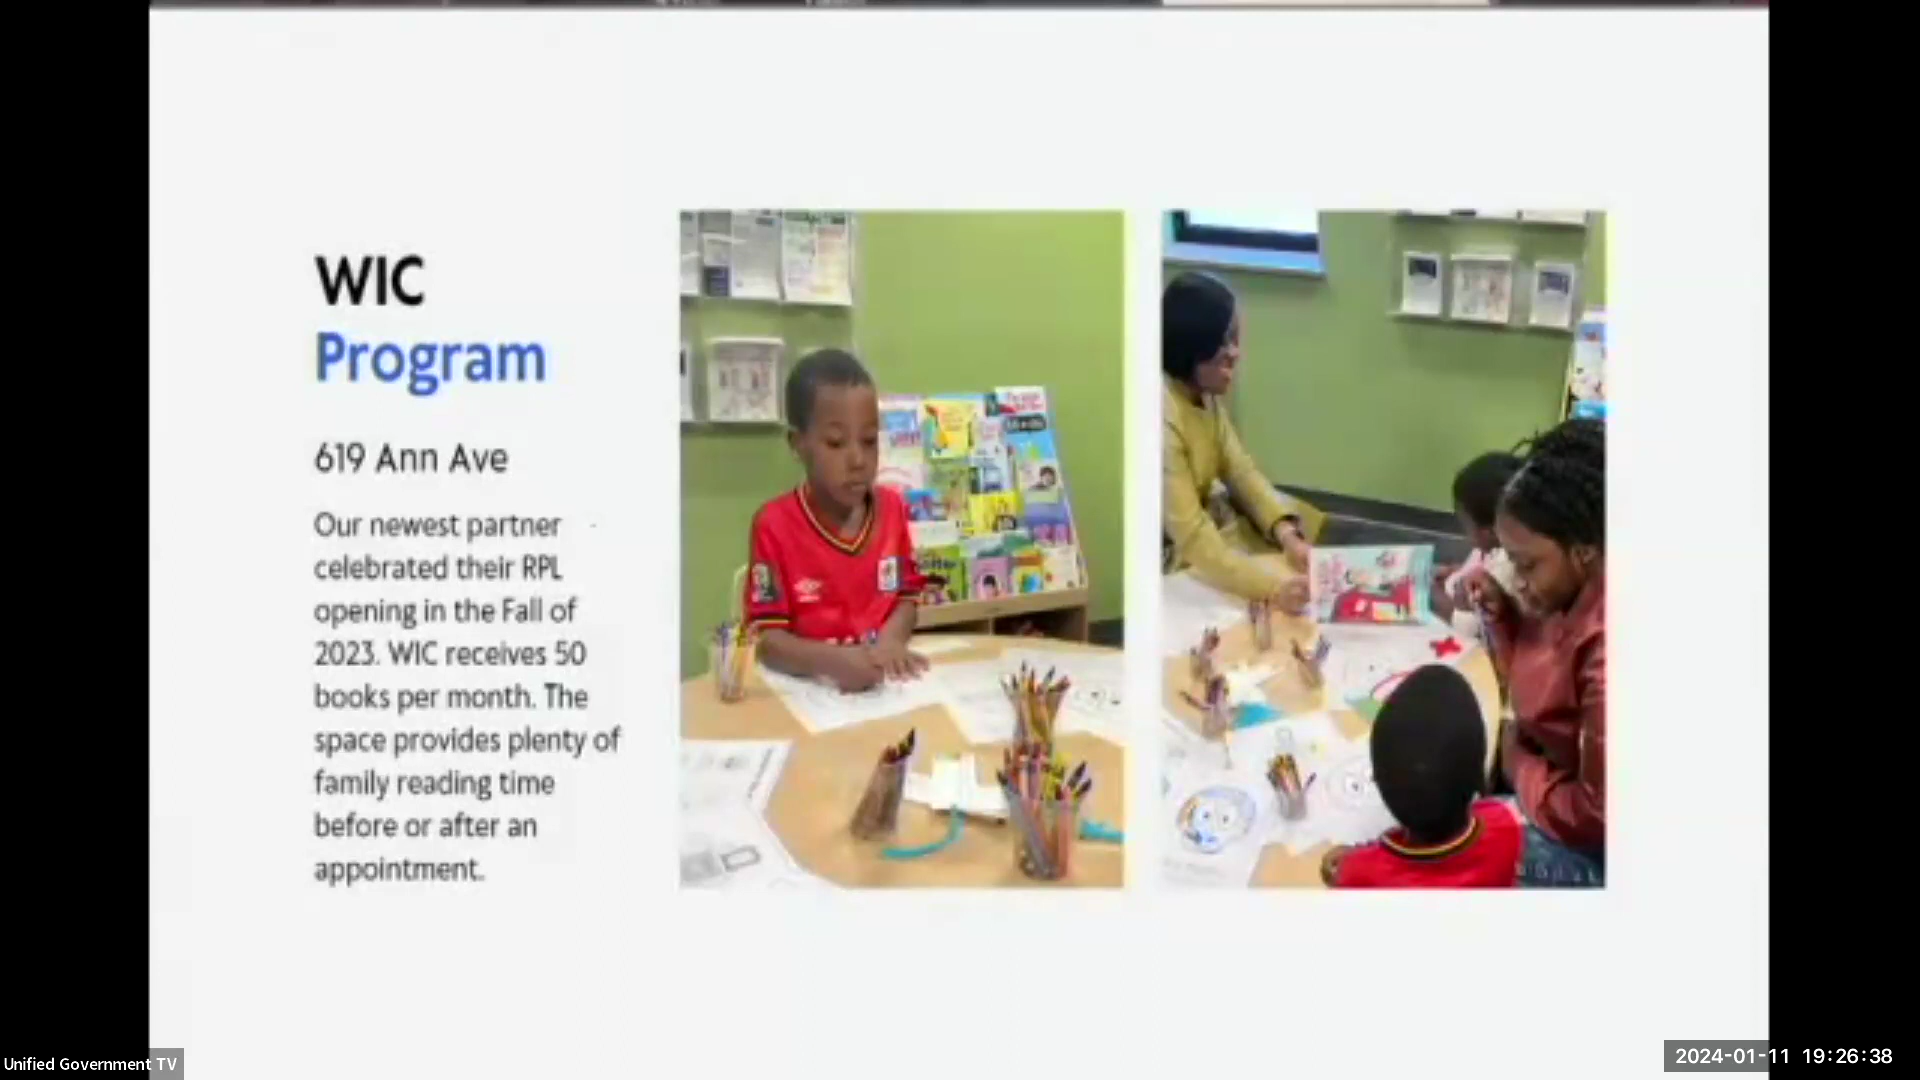 WIC
Program
619 Ann Ave
Our newest partner
celebrated their RPL
opening in the Fall of
2023. WIC receives 50
books per month. The
space provides plenty of
family reading time
before or after an
appointment.
Unified Government TV
2024-01-11 19:26:38